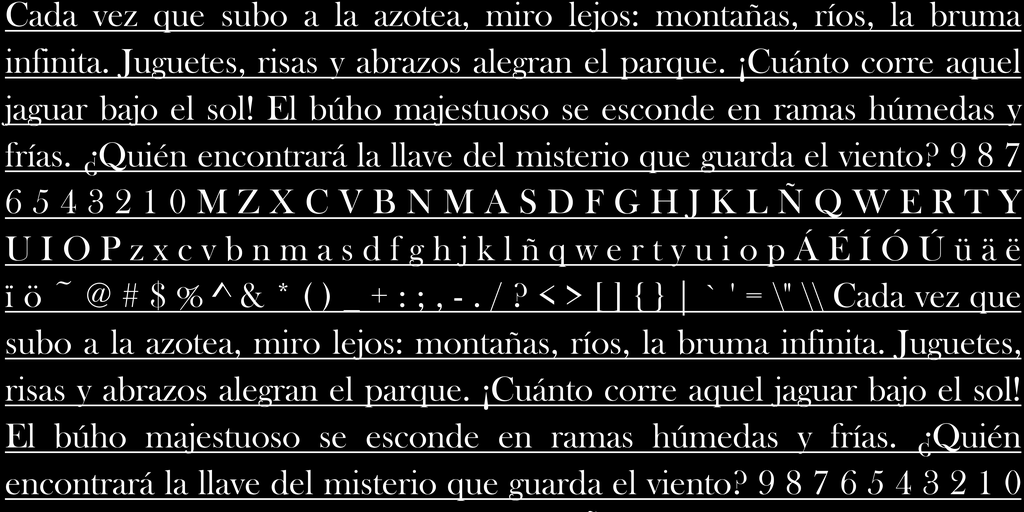 Cada vez que subo a la azotea, miro lejos: montañas, ríos, la bruma
infinita. Juguetes, risas y abrazos alegran el parque. ¡Cuánto corre aquel
jaguar bajo el sol! El búho majestuoso se esconde en ramas húmedas y
frías. ¿Quién encontrará la llave del misterio que guarda el viento? 9 8 7
6 5 4 3 2 1 0 M Z X C V B N M A S D F G H J K L Ñ Q W E R T Y
U I O P z x c v b n m a s d f g h j k l ñ q w e r t y u i o p Á É Í Ó Ú ü ä ë
ï ö ~ @ # $ % ^ & * ( ) _ + : ; , - . / ? < > [ ] { } | ` ' = \" \\ Cada vez que
subo a la azotea, miro lejos: montañas, ríos, la bruma infinita. Juguetes,
risas y abrazos alegran el parque. ¡Cuánto corre aquel jaguar bajo el sol!
El búho majestuoso se esconde en ramas húmedas y frías. ¿Quién
encontrará la llave del misterio que guarda el viento? 9 8 7 6 5 4 3 2 1 0